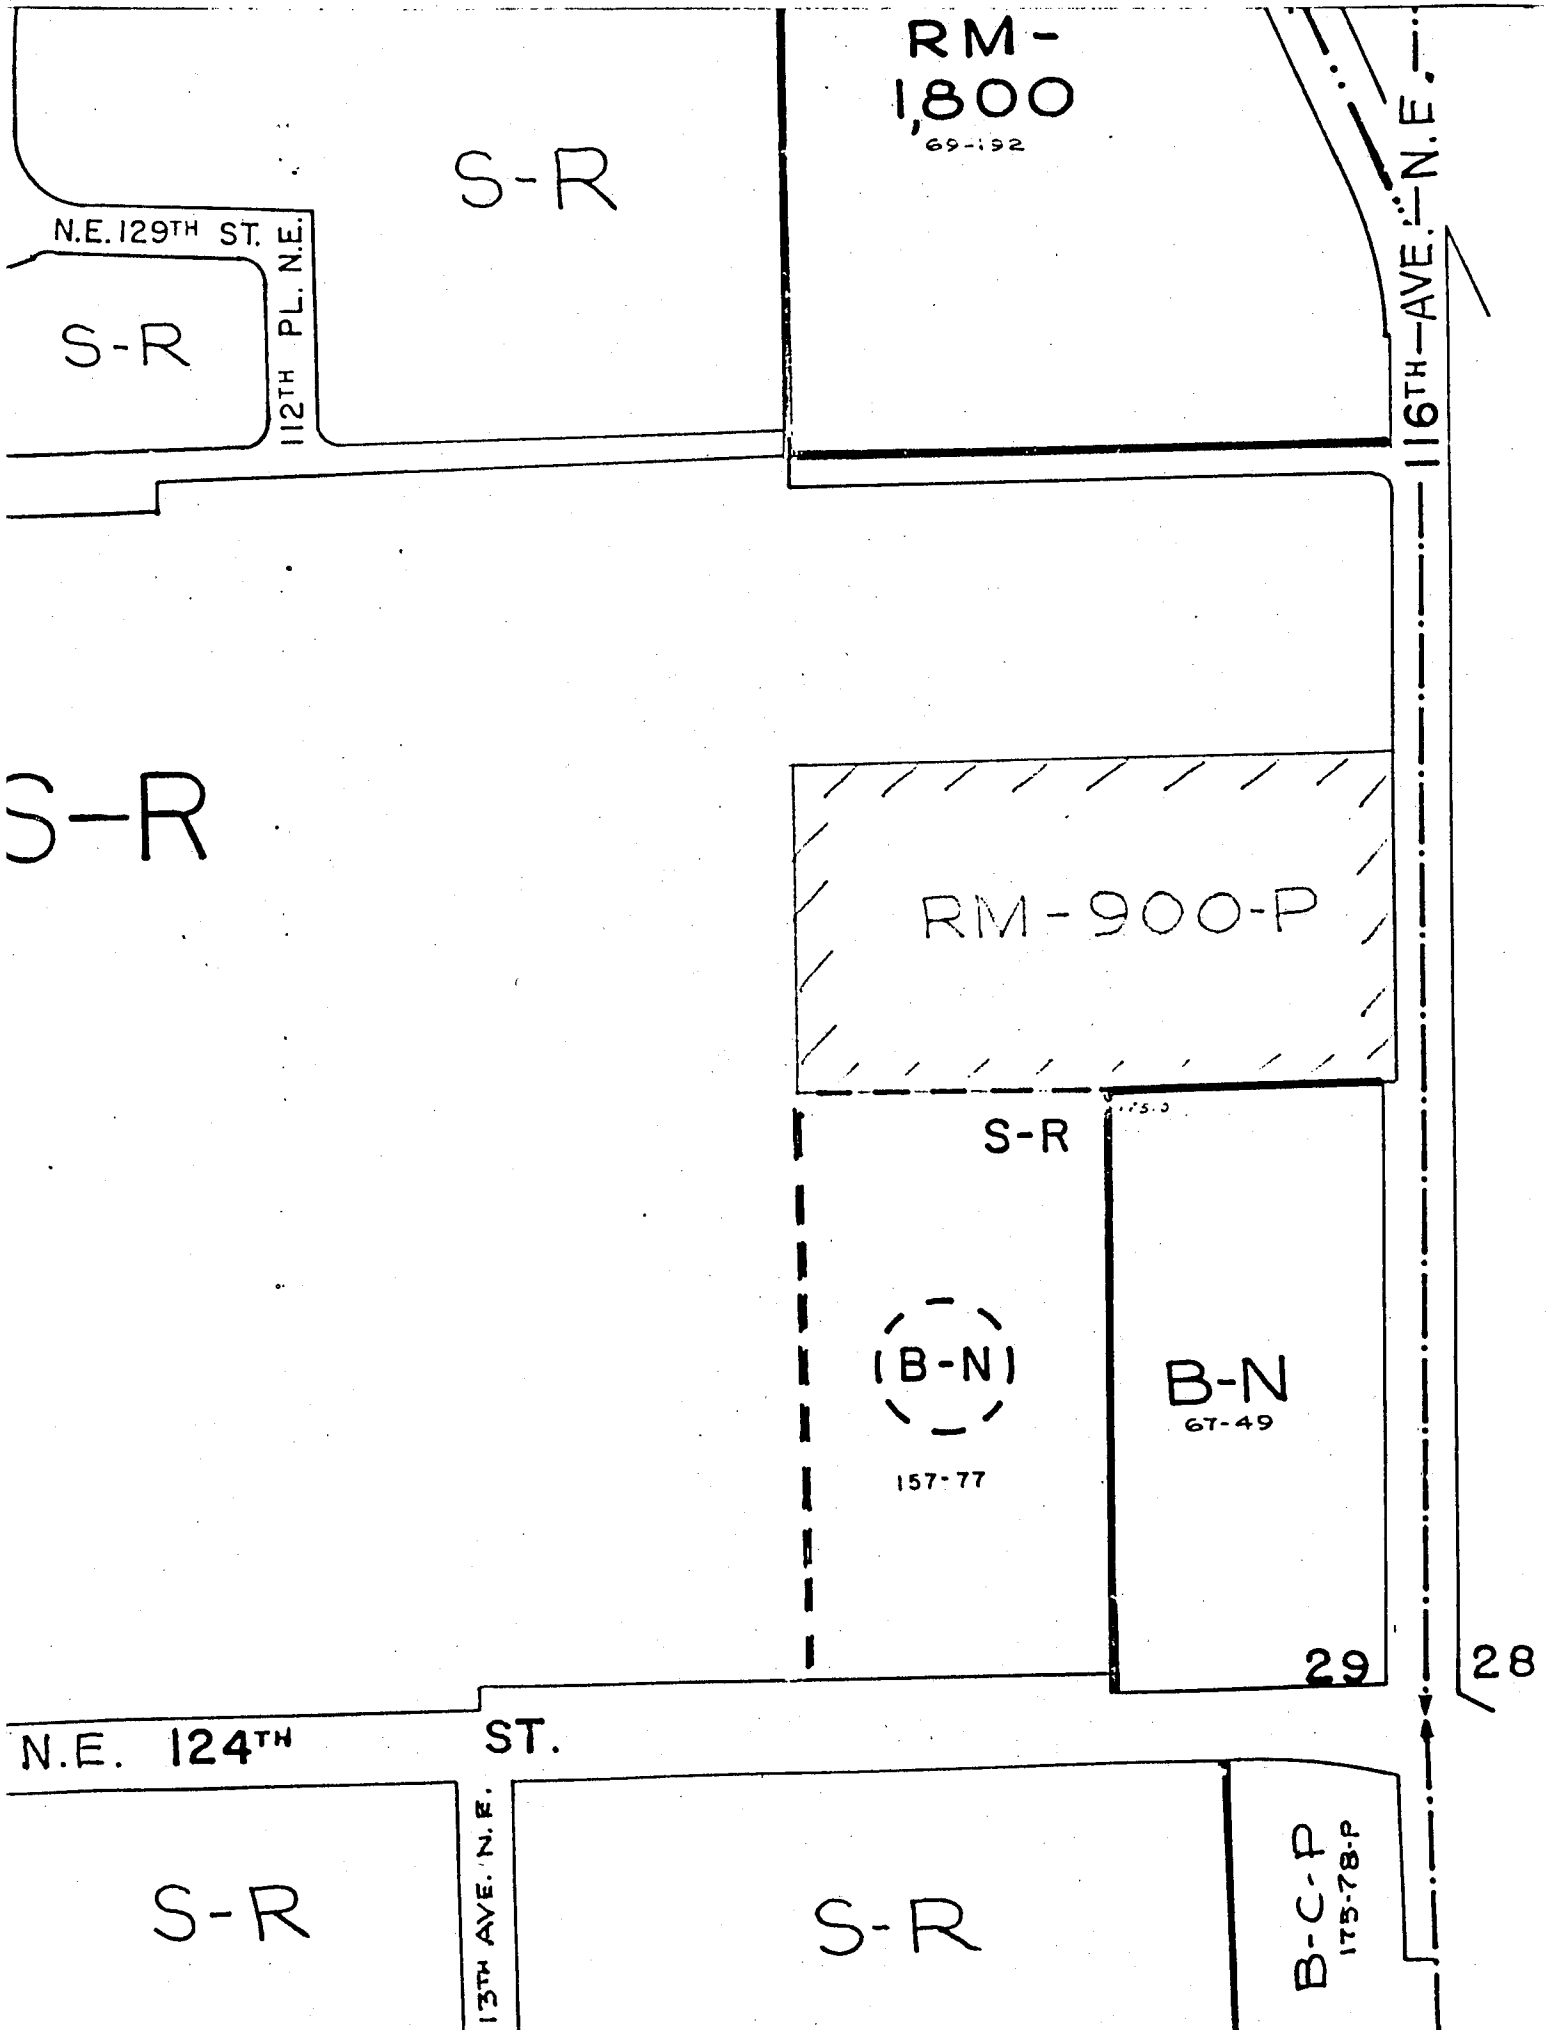 RM-
1,800
69-192
S-R
N.E. 129TH ST.
112TH PL. N.E.
S-R
116TH AVE. N.E.
S-R
RM-900-P
S-R
(B-N)
157-77
B-N
67-49
29
28
N.E. 124TH ST.
13TH AVE. N.E.
S-R
S-R
B-C-P
175-78-P